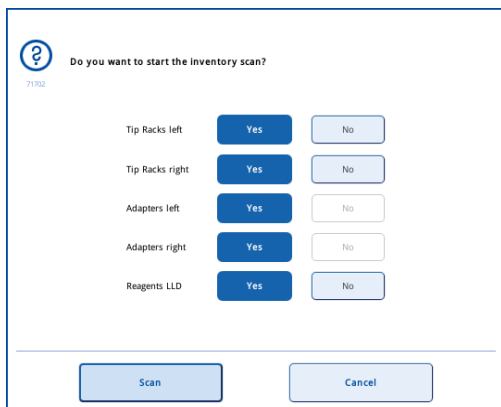 Do you want to start the inventory scan?
71702
Tip Racks left Yes No
Tip Racks right Yes No
Adapters left Yes No
Adapters right Yes No
Reagents LLD Yes No
Scan Cancel